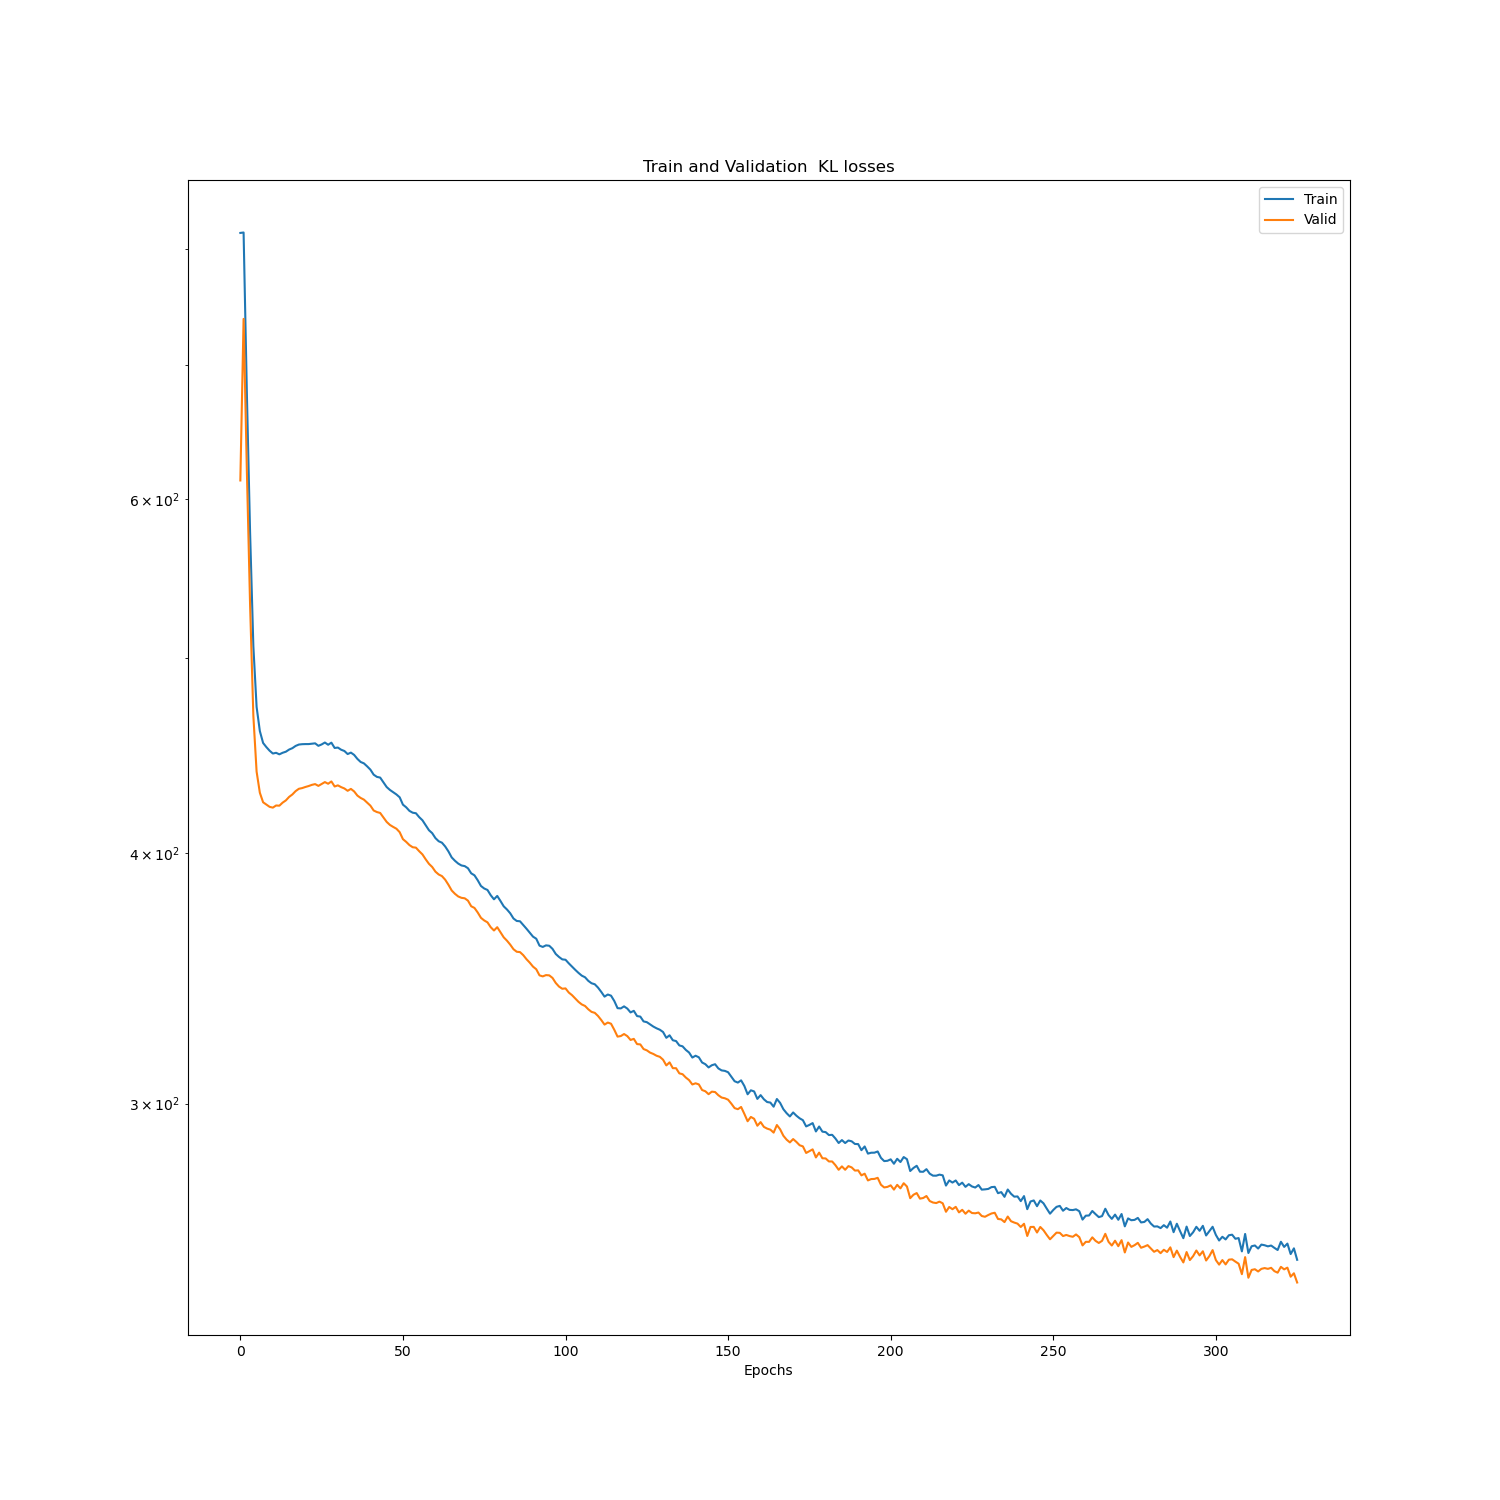 Train and Validation  KL losses
Train
Valid
6 × 10²
4 × 10²
3 × 10²
0 50 100 150 200 250 300
Epochs